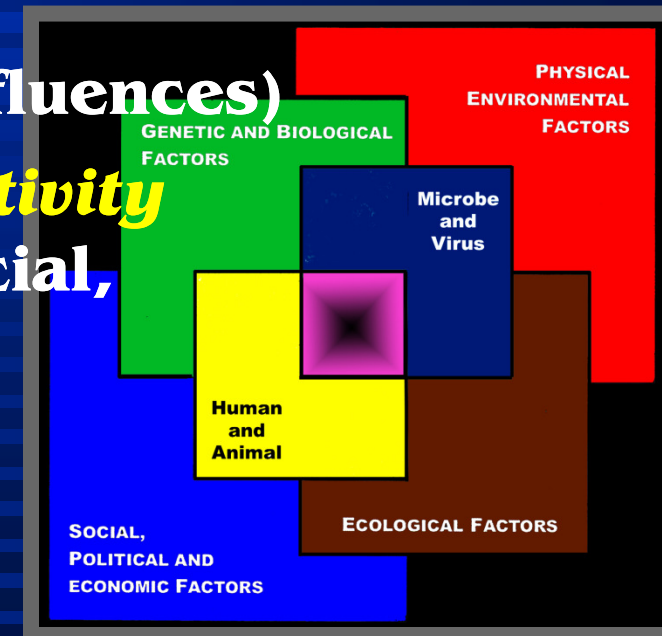 fluences)
tivity
cial,
PHYSICAL
ENVIRONMENTAL
FACTORS
GENETIC AND BIOLOGICAL
FACTORS
Microbe
and
Virus
Human
and
Animal
ECOLOGICAL FACTORS
SOCIAL,
POLITICAL AND
ECONOMIC FACTORS